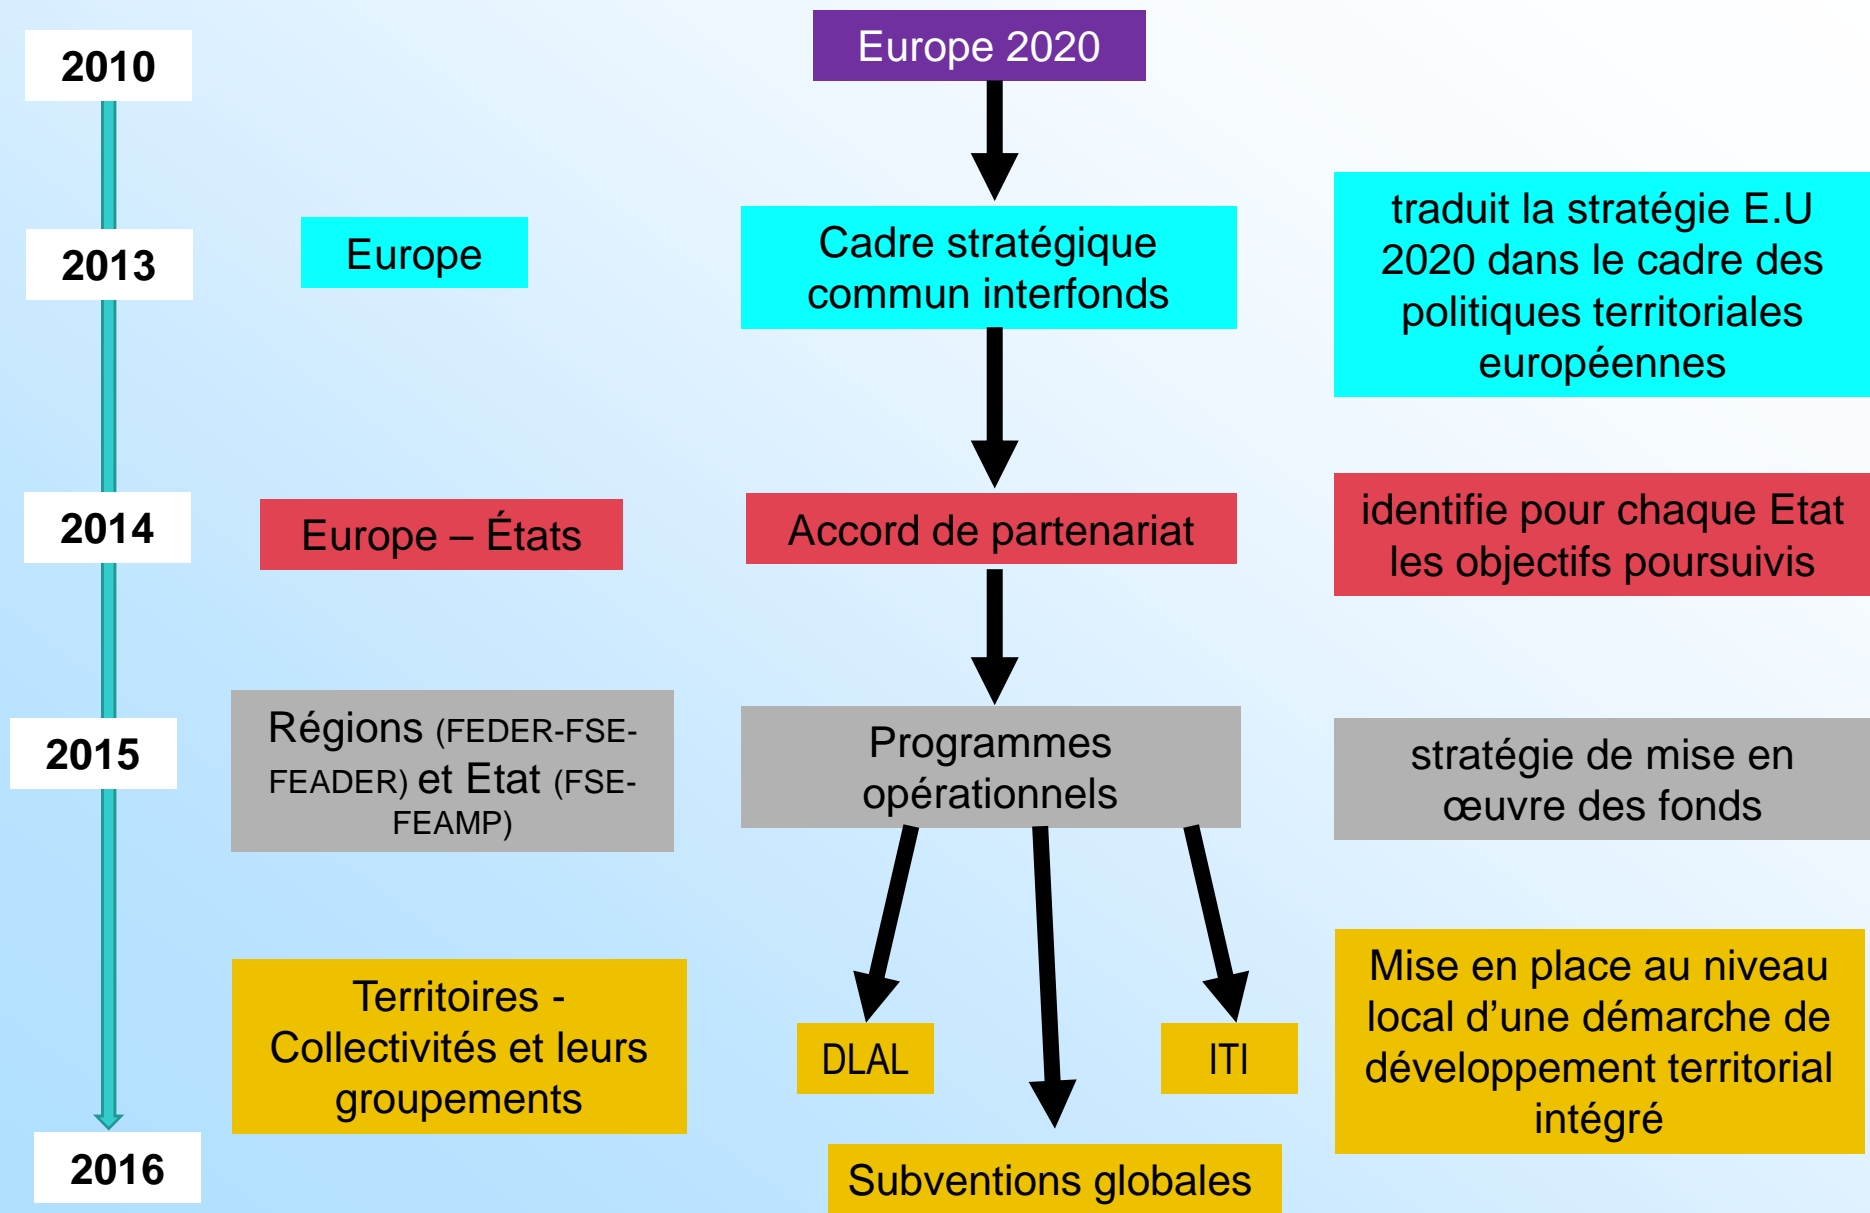 2010
Europe 2020
2013
Europe
Cadre stratégique
commun interfonds
traduit la stratégie E.U
2020 dans le cadre des
politiques territoriales
européennes
2014
Europe – États
Accord de partenariat
identifie pour chaque Etat
les objectifs poursuivis
2015
Régions (FEDER-FSE-
FEADER) et Etat (FSE-
FEAMP)
Programmes
opérationnels
stratégie de mise en
œuvre des fonds
Territoires -
Collectivités et leurs
groupements
DLAL
ITI
Mise en place au niveau
local d’une démarche de
développement territorial
intégré
2016
Subventions globales